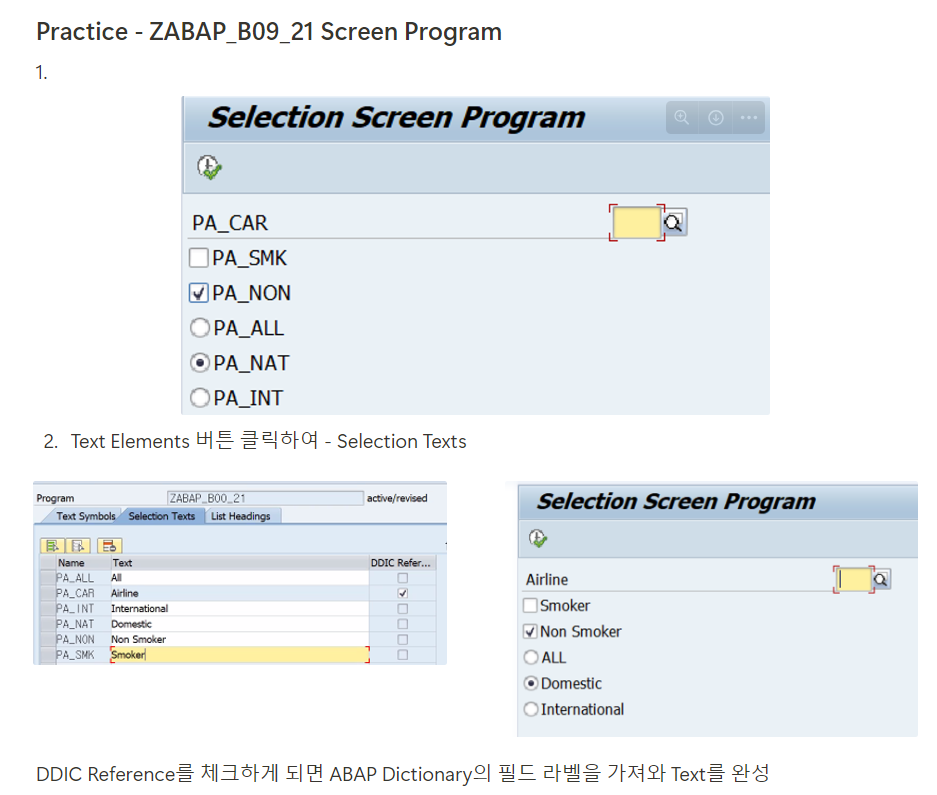 Practice - ZABAP_B09_21 Screen Program
1.
Selection Screen Program
PA_CAR
PA_SMK
PA_NON
PA_ALL
PA_NAT
PA_INT
2. Text Elements 버튼 클릭하여 - Selection Texts
Program ZABAP_B00_21 active/revised
Text Symbols Selection Texts List Headings
Name Text DDIC Refer...
PA_ALL All
PA_CAR Airline
PA_INT International
PA_NAT Domestic
PA_NON Non Smoker
PA_SMK Smoker
Selection Screen Program
Airline
Smoker
Non Smoker
ALL
Domestic
International
DDIC Reference를 체크하게 되면 ABAP Dictionary의 필드 라벨을 가져와 Text를 완성